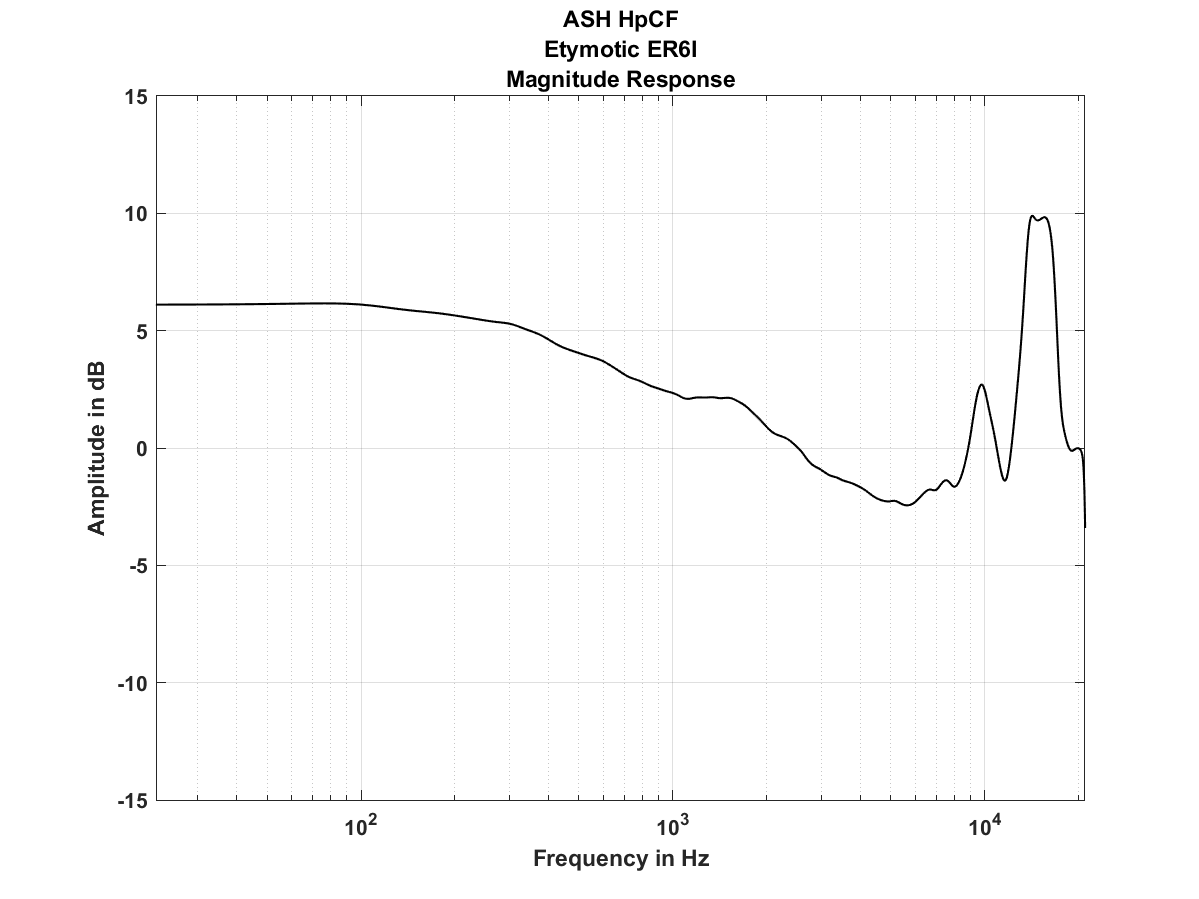 ASH HpCF
Etymotic ER6I
Magnitude Response
15
10
5
0
-5
-10
-15
10²
10³
10⁴
Amplitude in dB
Frequency in Hz